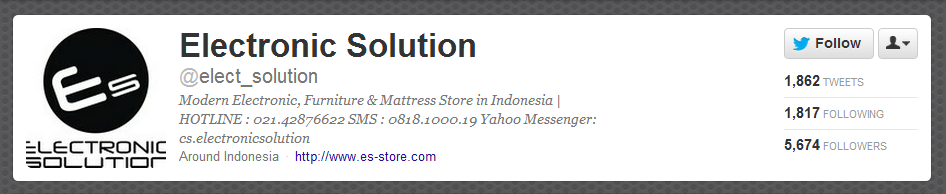 Es
ELECTRONIC
SOLUTION
Electronic Solution
@elect_solution
Modern Electronic, Furniture & Mattress Store in Indonesia |
HOTLINE : 021.42876622 SMS : 0818.1000.19 Yahoo Messenger:
cs.electronicsolution
Around Indonesia · http://www.es-store.com
Follow
1,862 TWEETS
1,817 FOLLOWING
5,674 FOLLOWERS